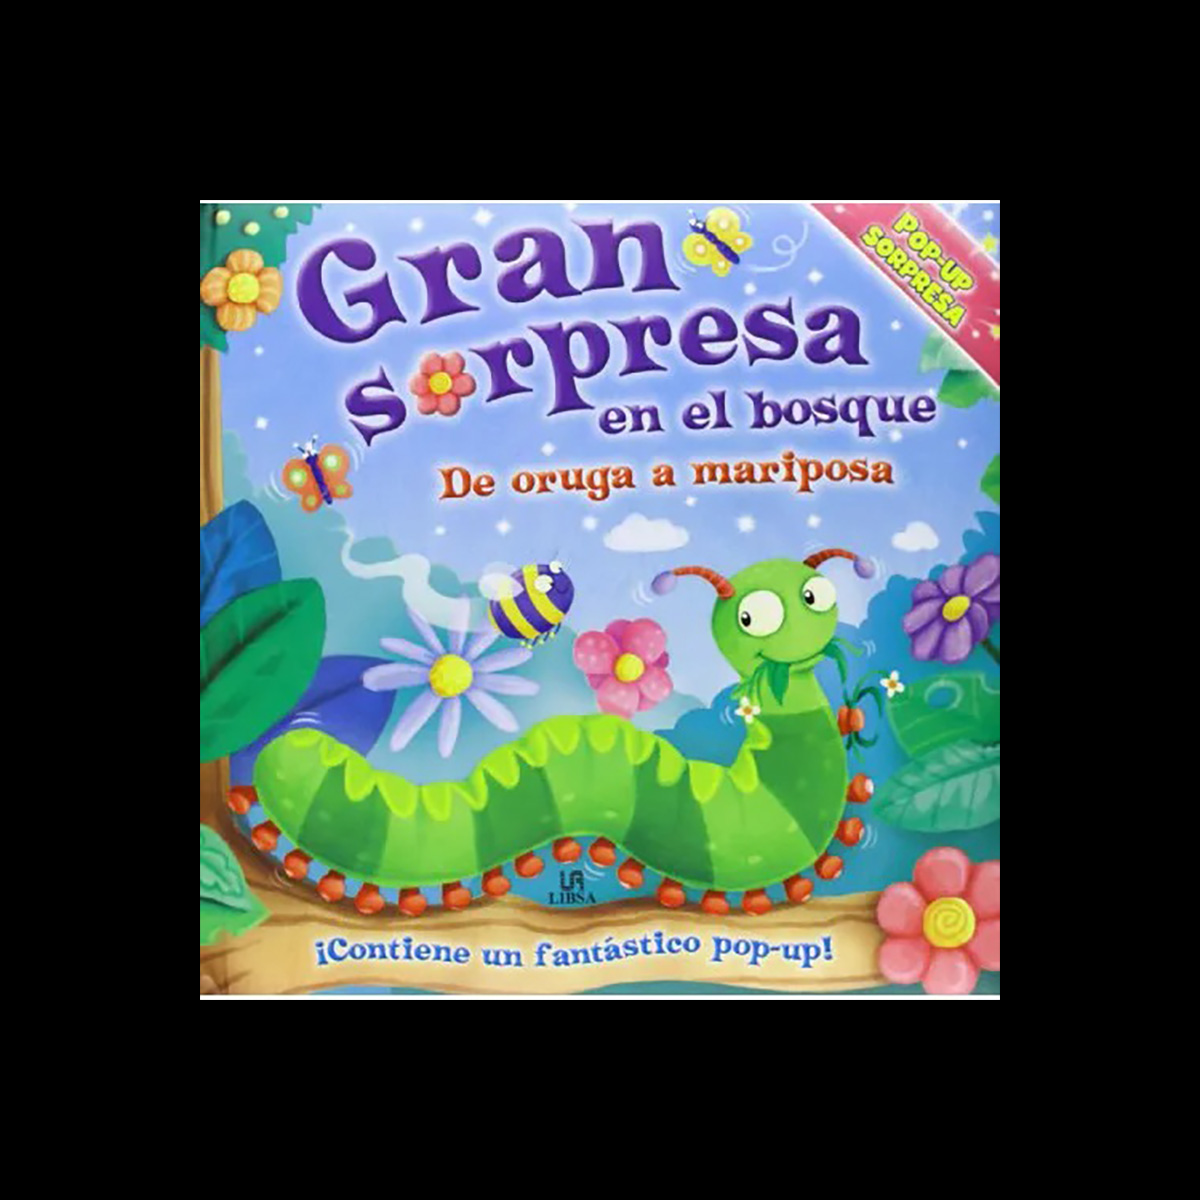 Gran
sorpresa
en el bosque
De oruga a mariposa
POP-UP
SORPRESA
LIBSA
¡Contiene un fantástico pop-up!